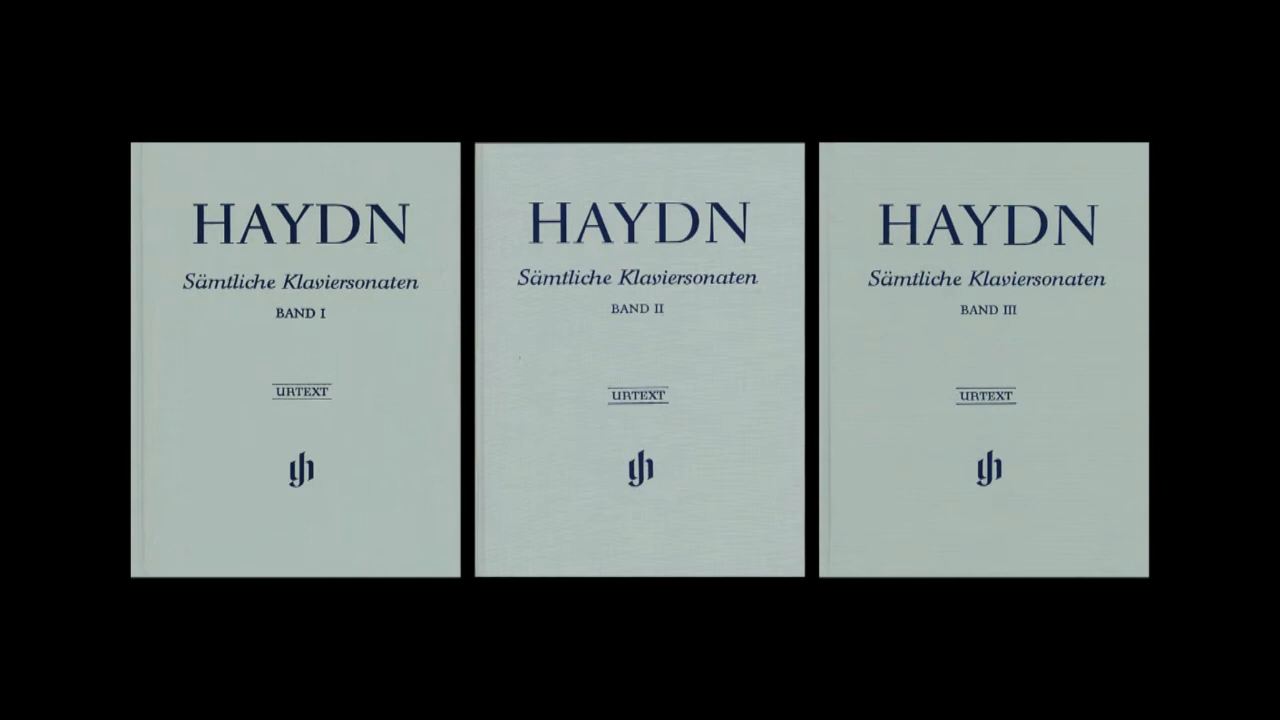 HAYDN
Sämtliche Klaviersonaten
BAND I
URTEXT
HAYDN
Sämtliche Klaviersonaten
BAND II
URTEXT
HAYDN
Sämtliche Klaviersonaten
BAND III
URTEXT